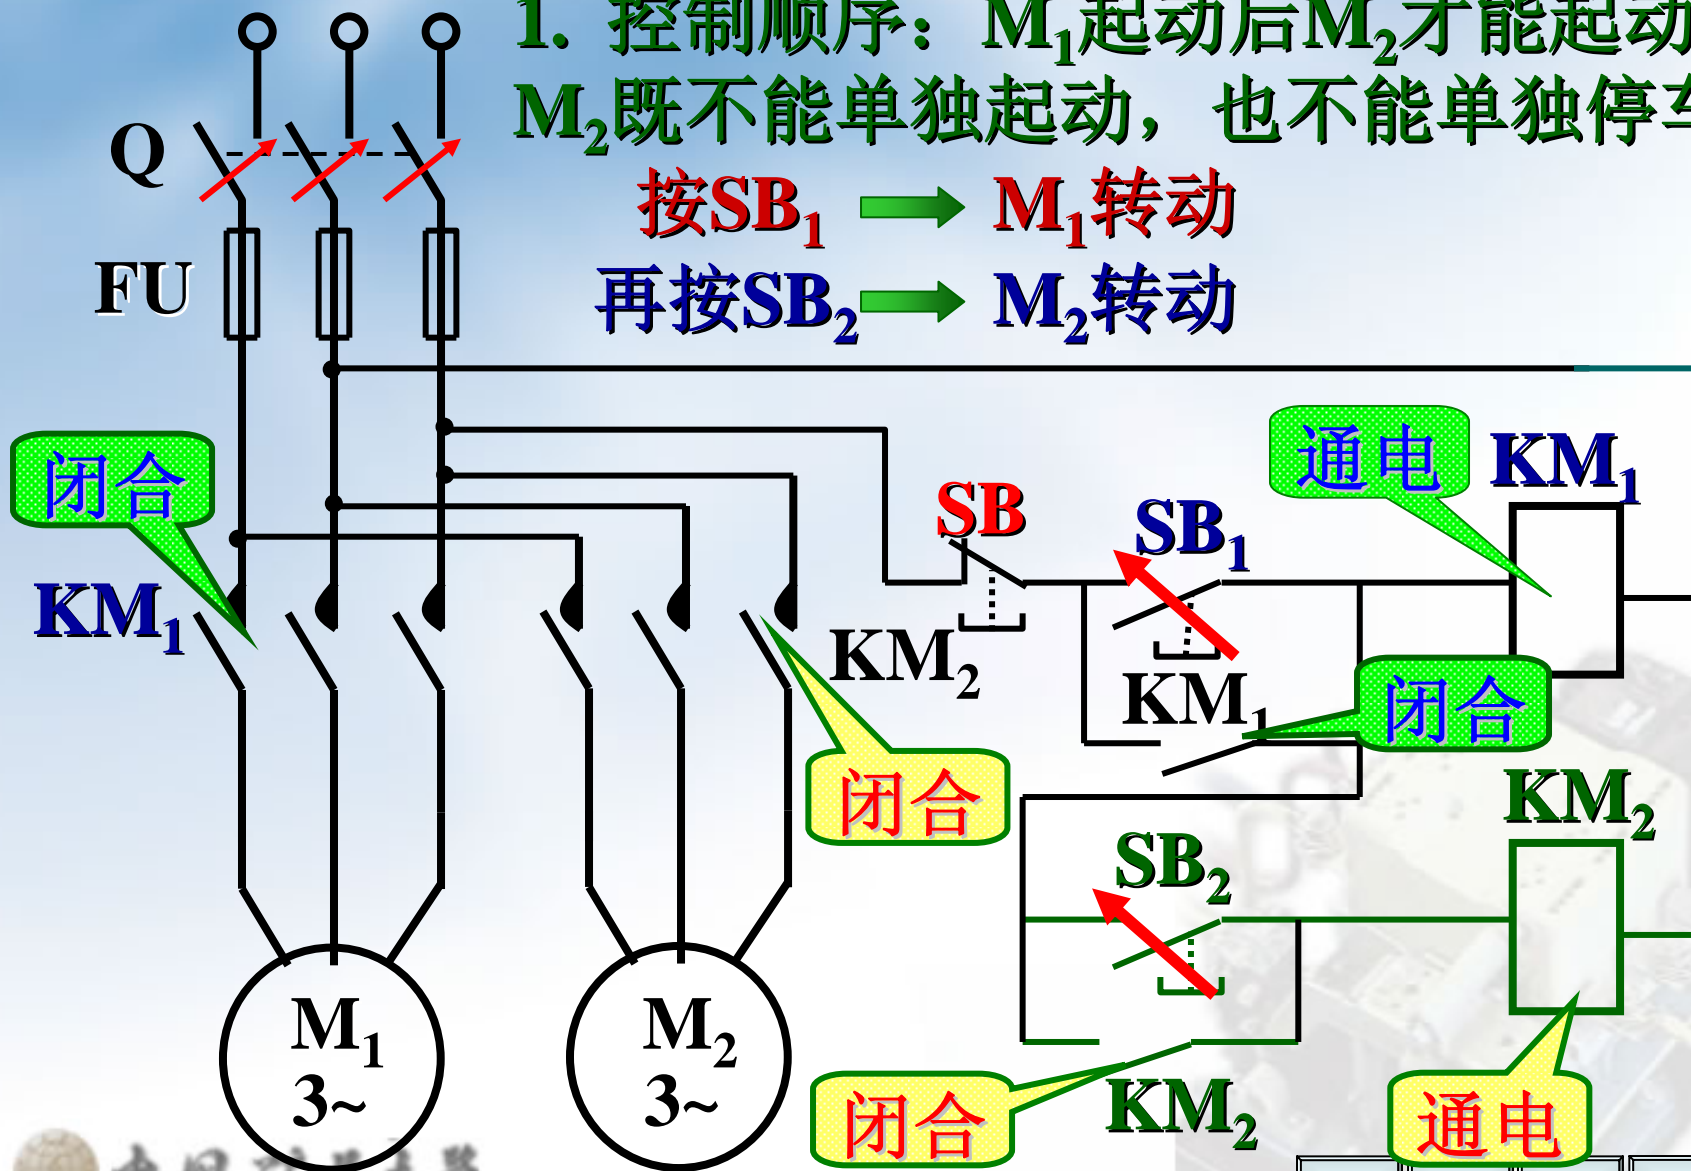 1. 控制顺序：M₁起动后M₂才能起动
M₂既不能单独起动，也不能单独停车
按SB₁ M₁转动
再按SB₂ M₂转动
Q
FU
闭合
通电
KM₁
SB
SB₁
KM₁
KM₂
KM₁
闭合
闭合
KM₂
SB₂
M₁
3~
M₂
3~
闭合
KM₂
通电